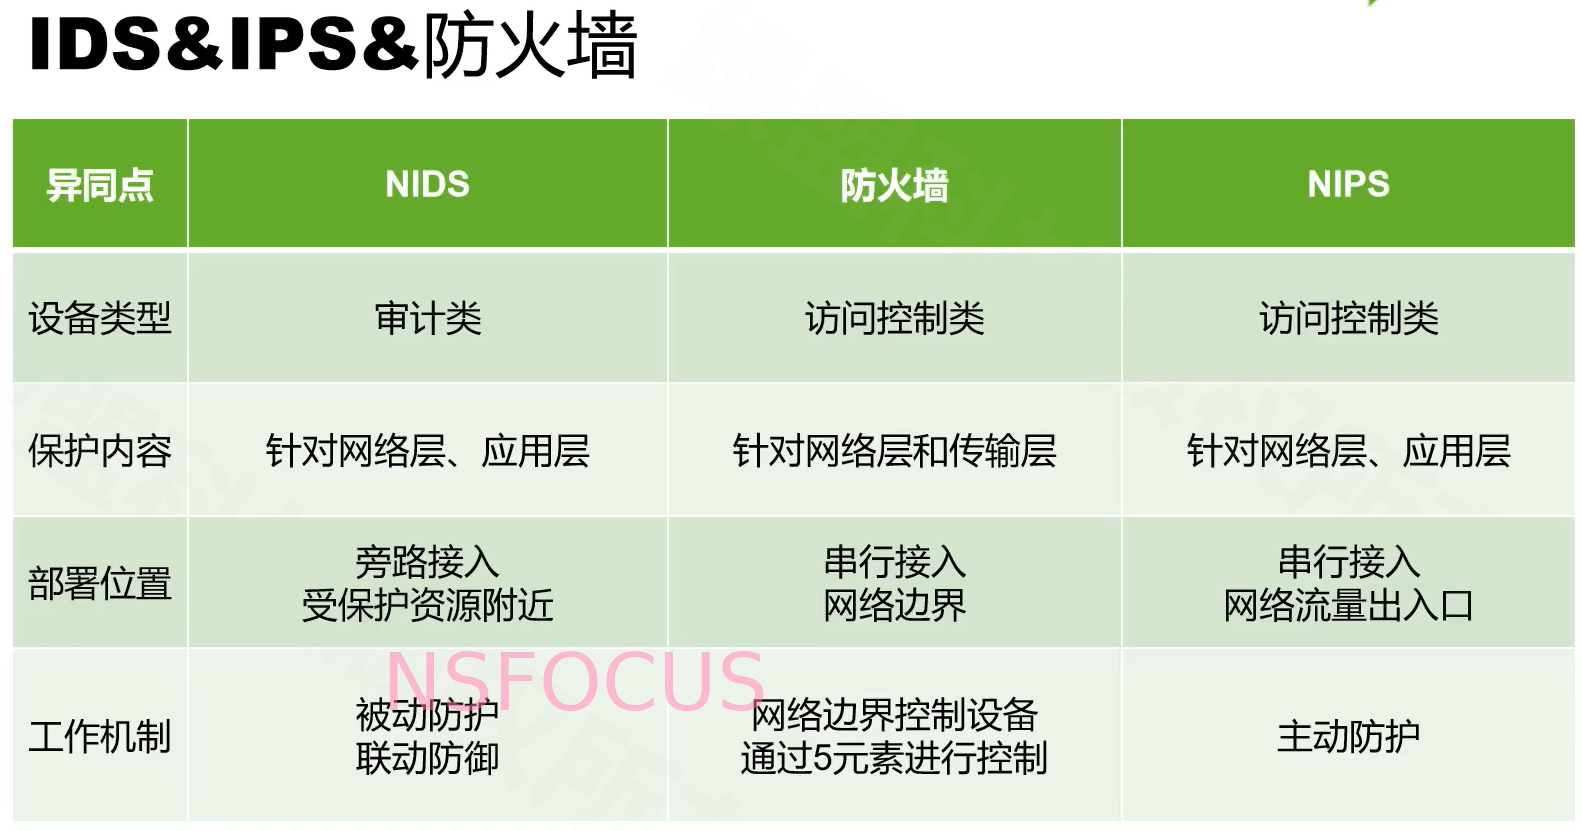 IDS&IPS&防火墙
异同点 NIDS 防火墙 NIPS
设备类型 审计类 访问控制类 访问控制类
保护内容 针对网络层、应用层 针对网络层和传输层 针对网络层、应用层
部署位置 旁路接入 串行接入 串行接入
受保护资源附近 网络边界 网络流量出入口
NSFOCUS
工作机制 被动防护 网络边界控制设备 主动防护
联动防御 通过5元素进行控制